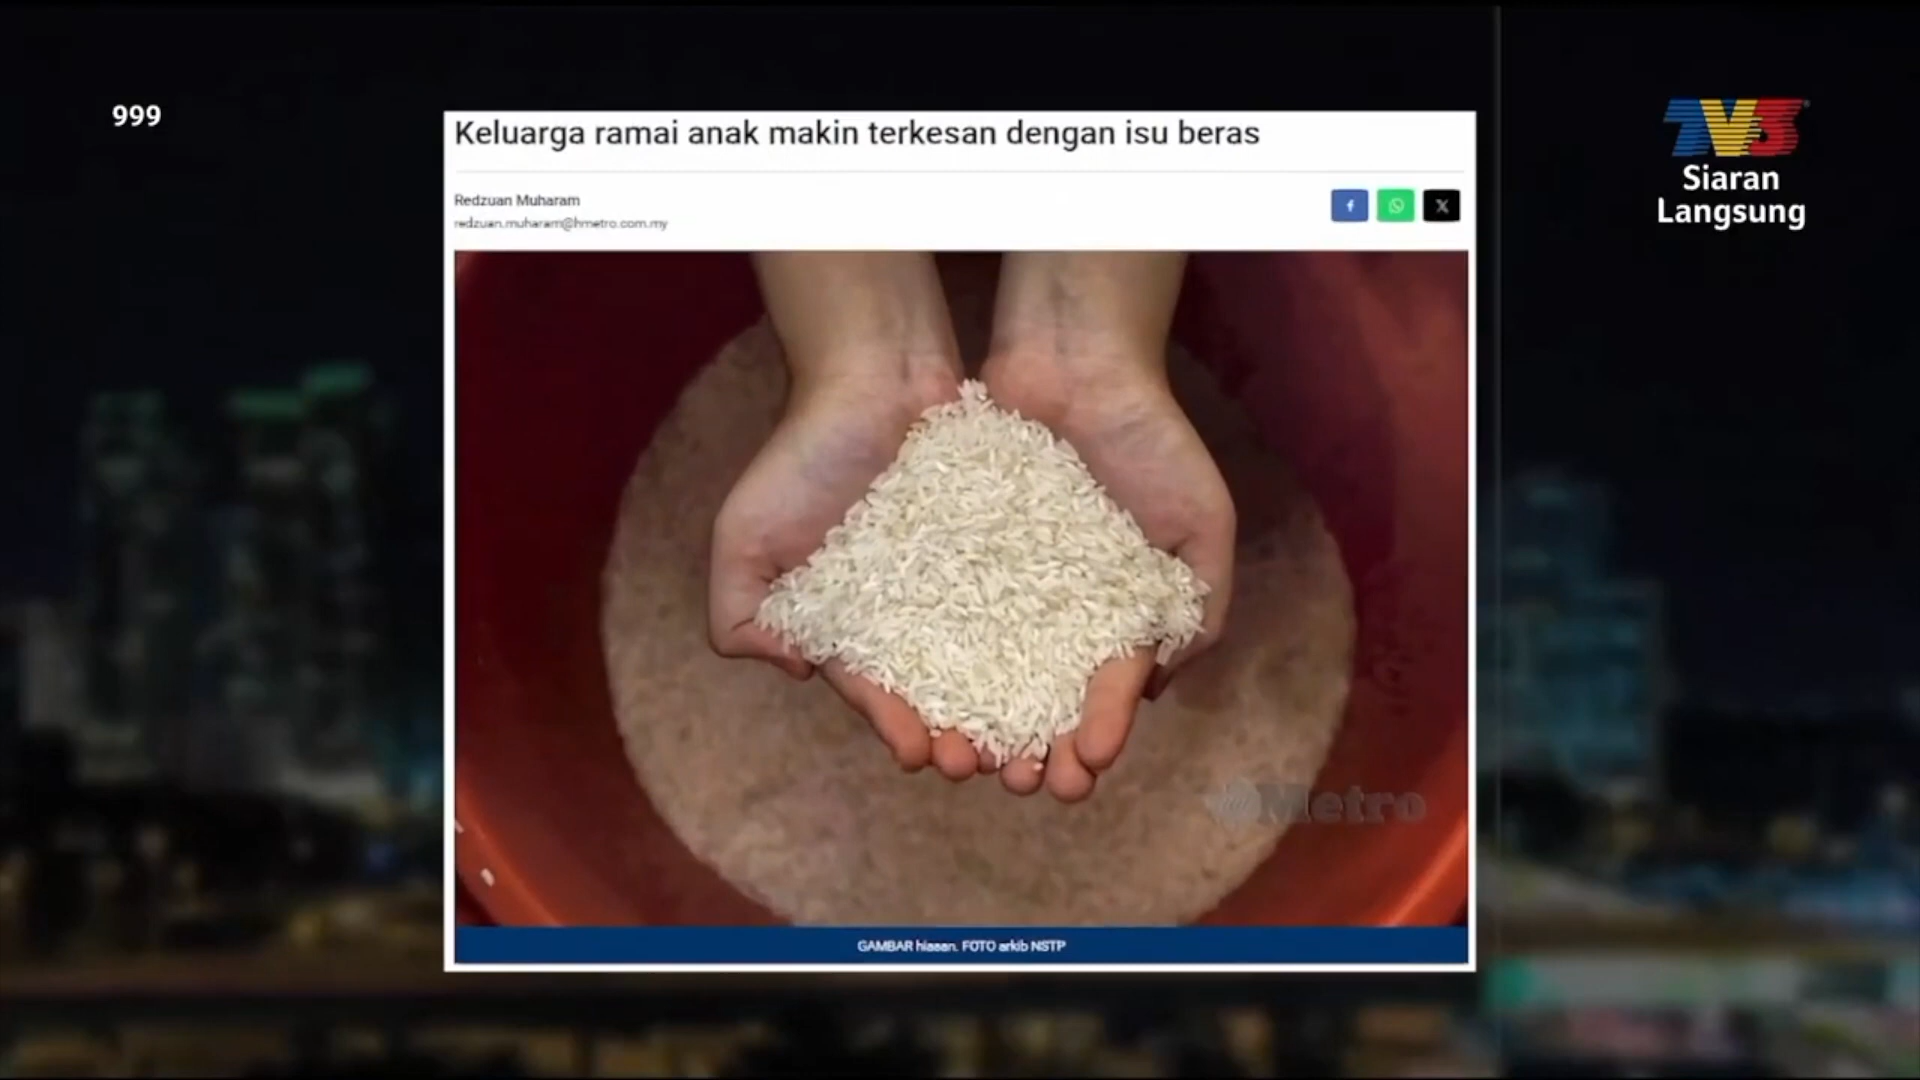 999
TV3
Siaran
Langsung
Keluarga ramai anak makin terkesan dengan isu beras
Redzuan Muharam
redzuan.muharam@hmetro.com.my
Metro
GAMBAR hiasan. FOTO arkib NSTP